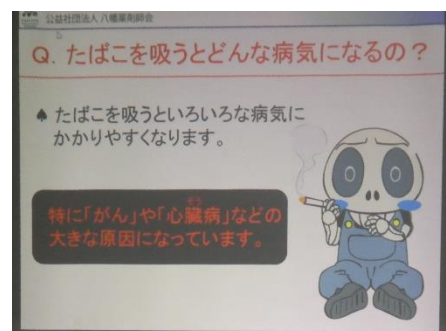 公益社団法人 八幡薬剤師会
Q. たばこを吸うとどんな病気になるの？
♠ たばこを吸うといろいろな病気に
かかりやすくなります。
特に「がん」や「心臓病」などの
大きな原因になっています。